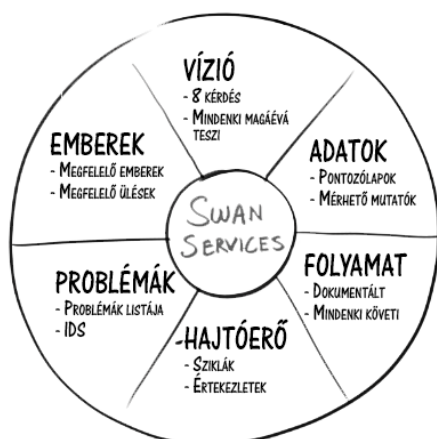 VÍZIÓ
- 8 KÉRDÉS
- MINDENKI MAGÁÉVÁ
TESZI
ADATOK
- PONTOZÓLAPOK
- MÉRHETŐ MUTATÓK
FOLYAMAT
- DOKUMENTÁLT
- MINDENKI KÖVETI
-HAJTÓERŐ
- SZIKLÁK
- ÉRTEKEZLETEK
PROBLÉMÁK
- PROBLÉMÁK LISTÁJA
- IDS
EMBEREK
- MEGFELELŐ EMBEREK
- MEGFELELŐ ÜLÉSEK
SWAN
SERVICES